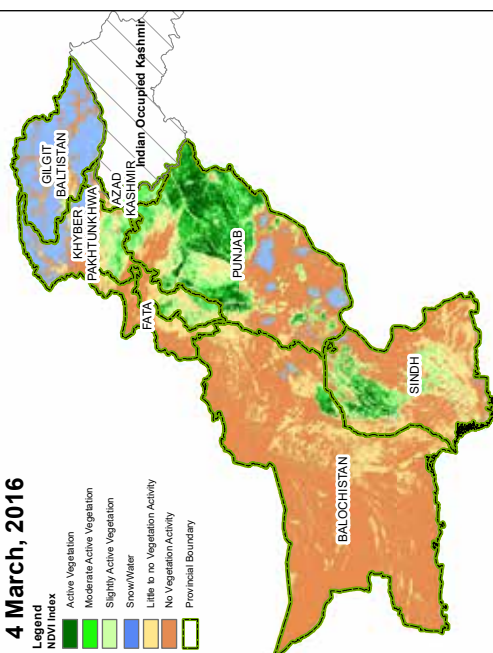 4 March, 2016
Legend
NDVI Index
Active Vegetation
Moderate Active Vegetation
Slightly Active Vegetation
Snow/Water
Little to no Vegetation Activity
No Vegetation Activity
Provincial Boundary
GILGIT
BALTISTAN
KHYBER
PAKHTUNKHWA
AZAD
KASHMIR
Indian Occupied Kashmir
FATA
PUNJAB
BALOCHISTAN
SINDH